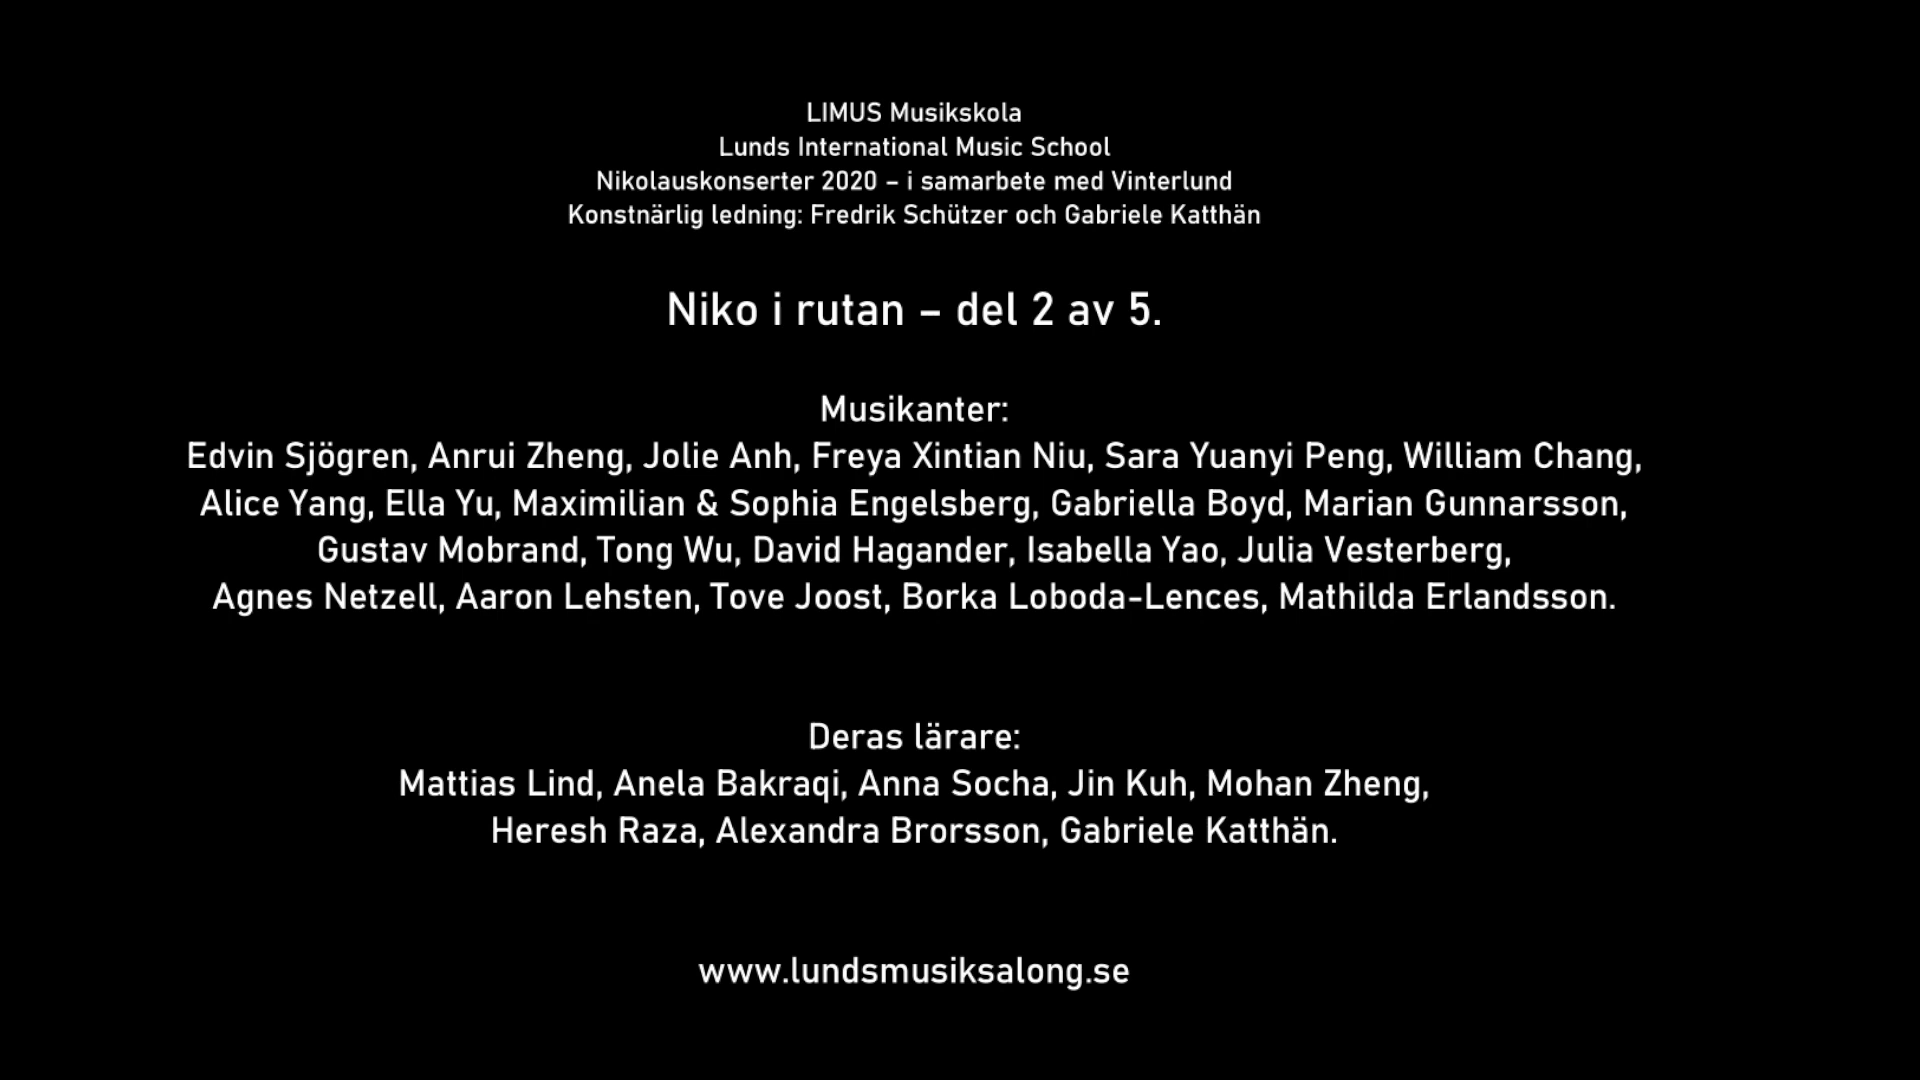 LIMUS Musikskola
Lunds International Music School
Nikolauskonserter 2020 – i samarbete med Vinterlund
Konstnärlig ledning: Fredrik Schützer och Gabriele Katthän
Niko i rutan – del 2 av 5.
Musikanter:
Edvin Sjögren, Anrui Zheng, Jolie Anh, Freya Xintian Niu, Sara Yuanyi Peng, William Chang,
Alice Yang, Ella Yu, Maximilian & Sophia Engelsberg, Gabriella Boyd, Marian Gunnarsson,
Gustav Mobrand, Tong Wu, David Hagander, Isabella Yao, Julia Vesterberg,
Agnes Netzell, Aaron Lehsten, Tove Joost, Borka Loboda-Lences, Mathilda Erlandsson.
Deras lärare:
Mattias Lind, Anela Bakraqi, Anna Socha, Jin Kuh, Mohan Zheng,
Heresh Raza, Alexandra Brorsson, Gabriele Katthän.
www.lundsmusiksalong.se